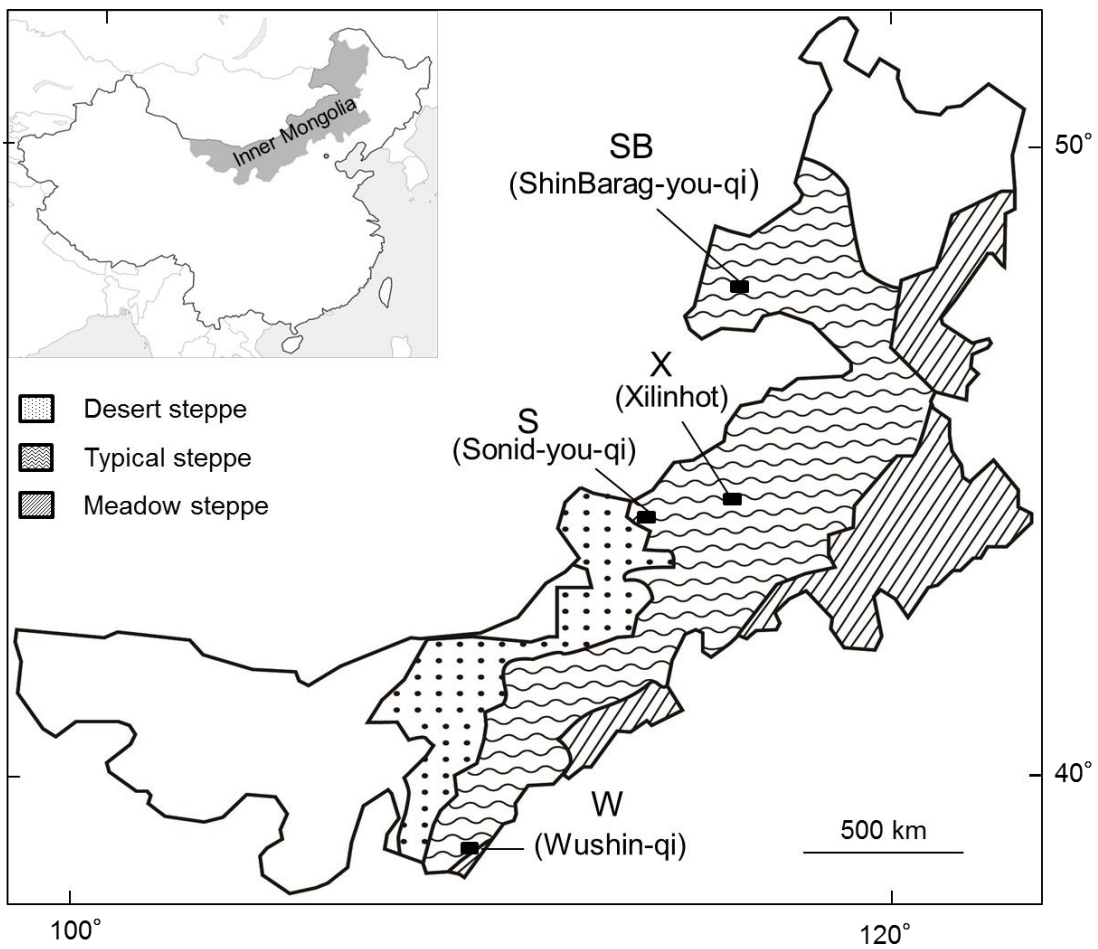 Inner Mongolia
50°
SB
(ShinBarag-you-qi)
X
(Xilinhot)
S
(Sonid-you-qi)
Desert steppe
Typical steppe
Meadow steppe
40°
W
(Wushin-qi)
500 km
100°
120°